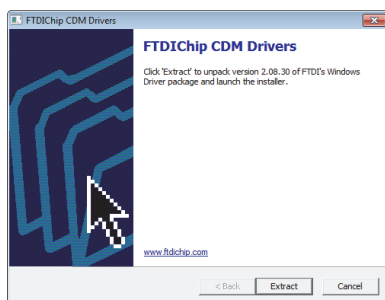 FTDIChip CDM Drivers
FTDIChip CDM Drivers
Click 'Extract' to unpack version 2.08.30 of FTDI's Windows
Driver package and launch the installer.
www.ftdichip.com
< Back Extract Cancel